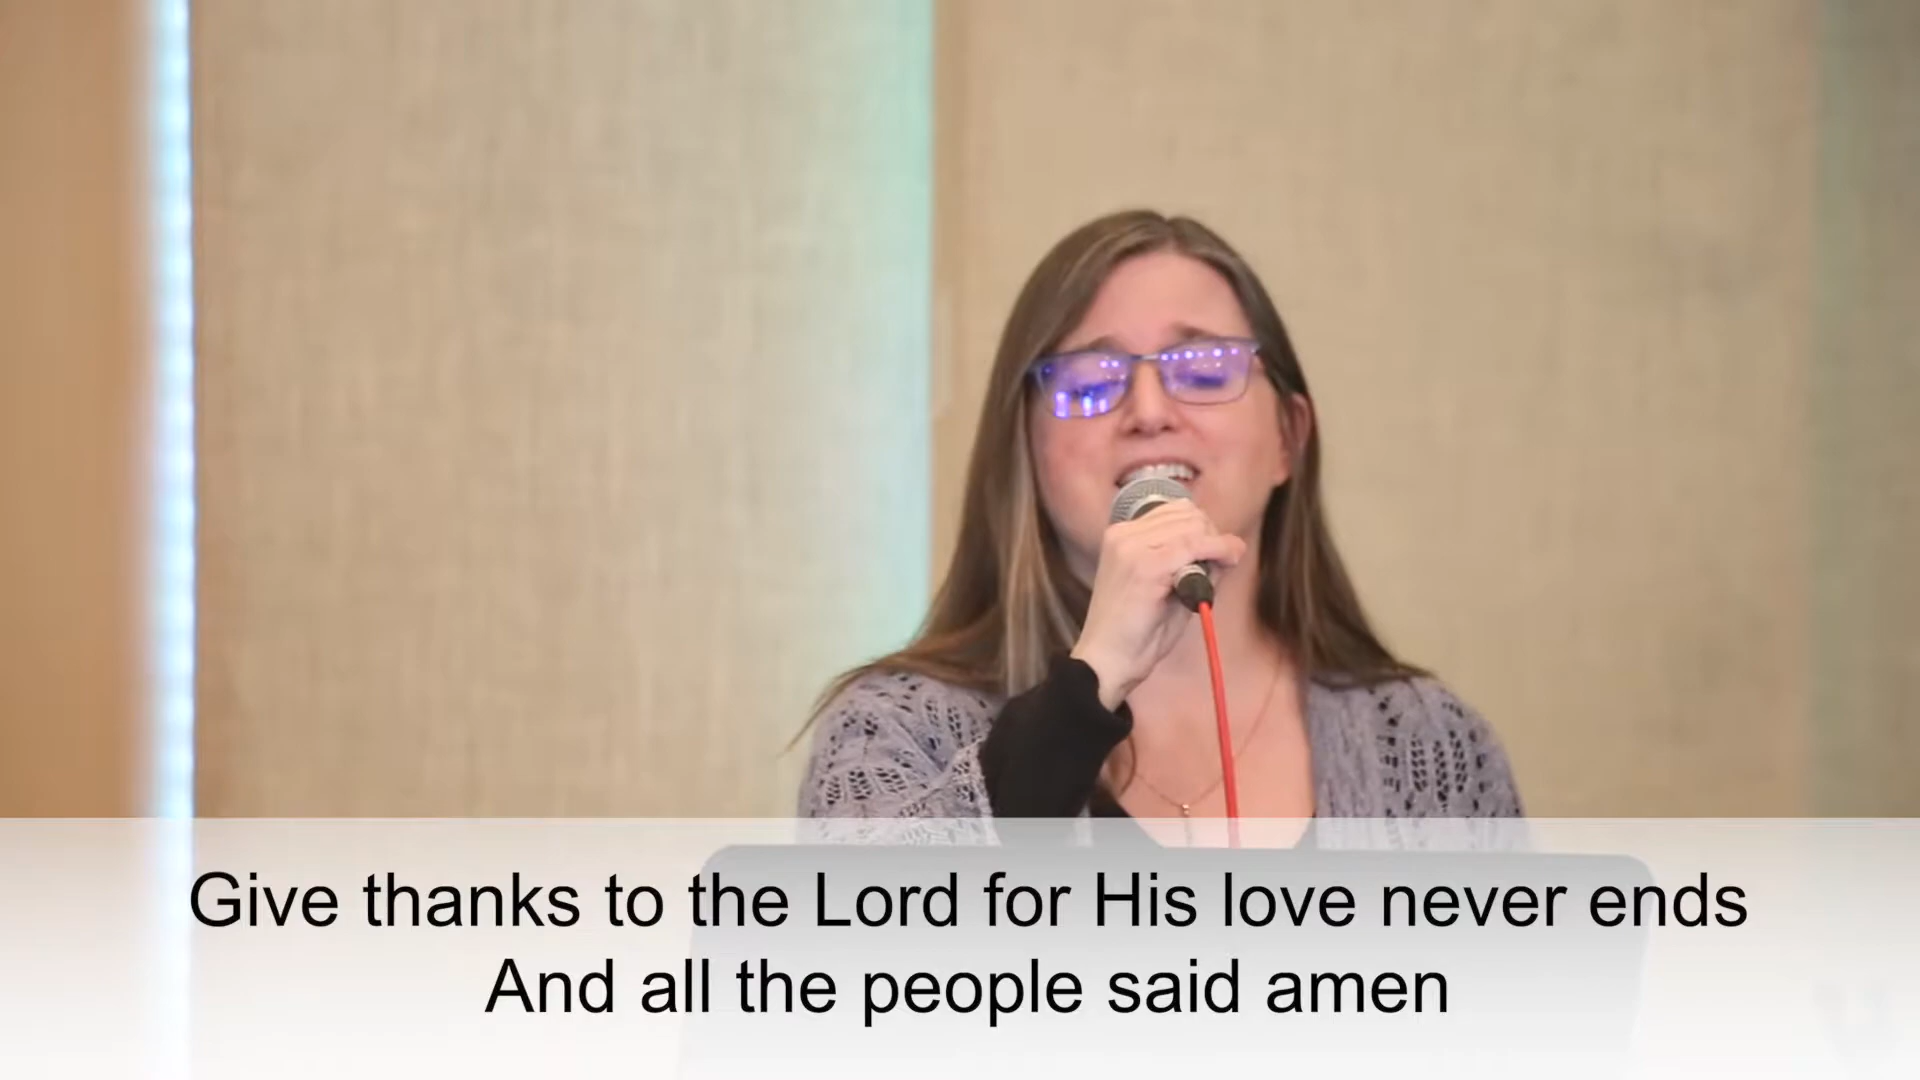 Give thanks to the Lord for His love never ends
And all the people said amen